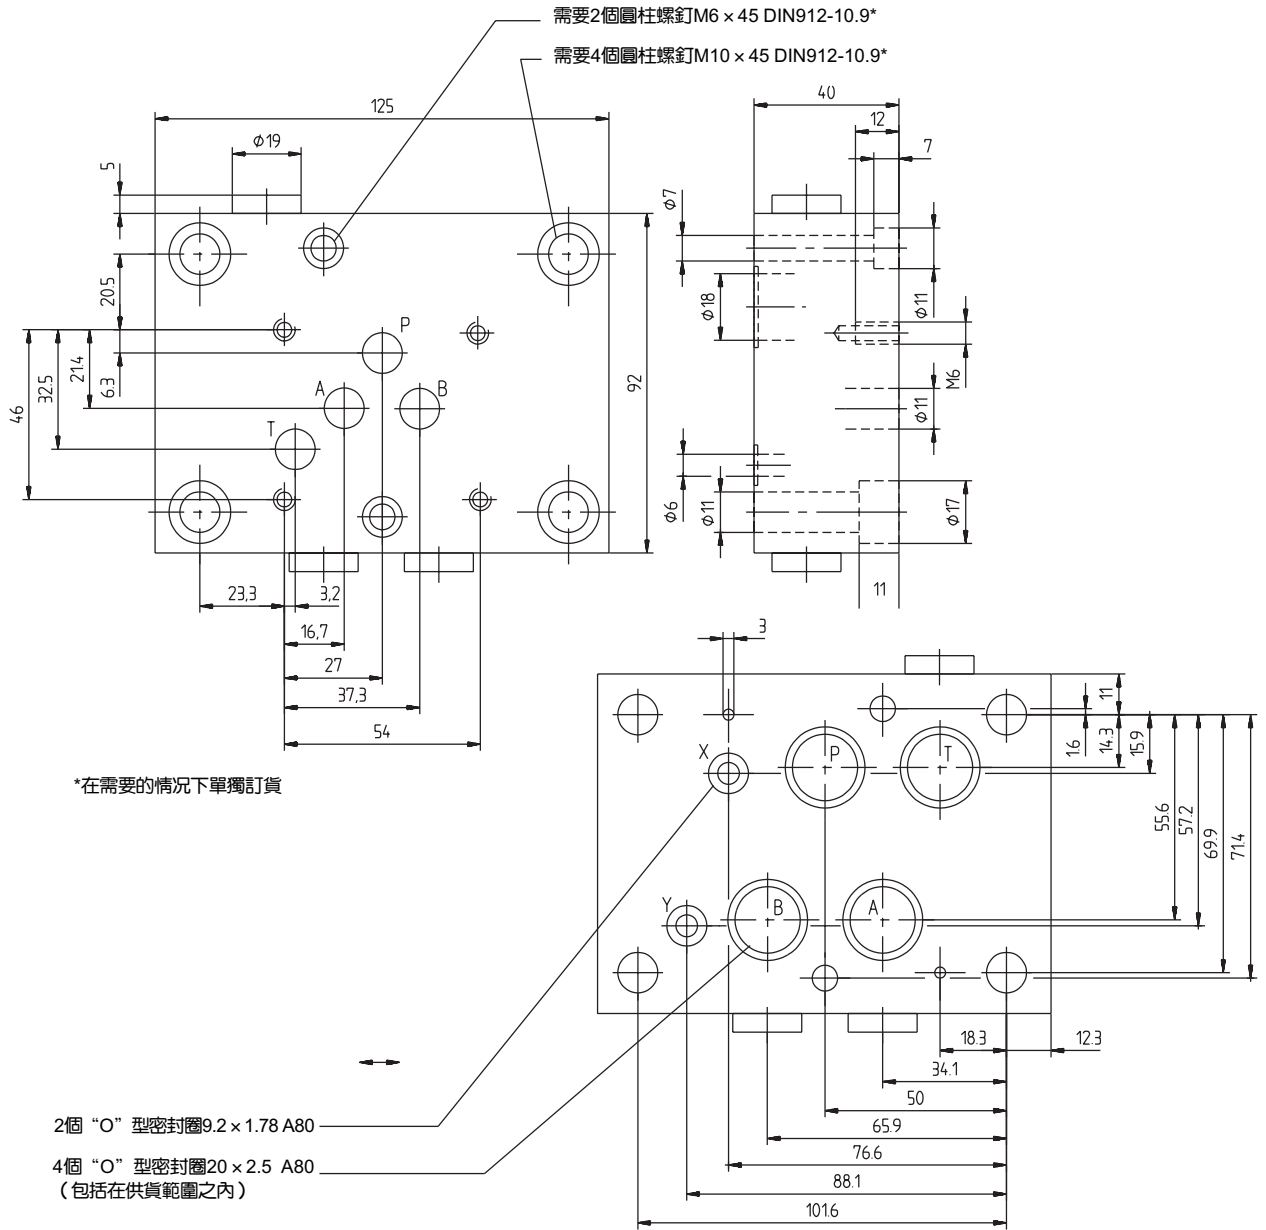 需要2個圓柱螺釘M6 × 45 DIN912-10.9*
需要4個圓柱螺釘M10 × 45 DIN912-10.9*
125
ϕ19
5
20.5
6.3
21.4
32.5
46
92
P
A
B
T
23,3
3,2
16,7
27
37,3
54
*在需要的情况下單獨訂貨
40
12
7
ϕ7
ϕ18
ϕ11
M6
ϕ11
ϕ6
ϕ11
ϕ17
11
3
11
1.6
14.3
15.9
55.6
57.2
69.9
71.4
X
P
T
Y
B
A
18.3
12.3
34.1
50
65.9
76.6
88.1
101.6
2個“O”型密封圈9.2 × 1.78 A80
4個“O”型密封圈20 × 2.5 A80
（包括在供貨範圍之內）